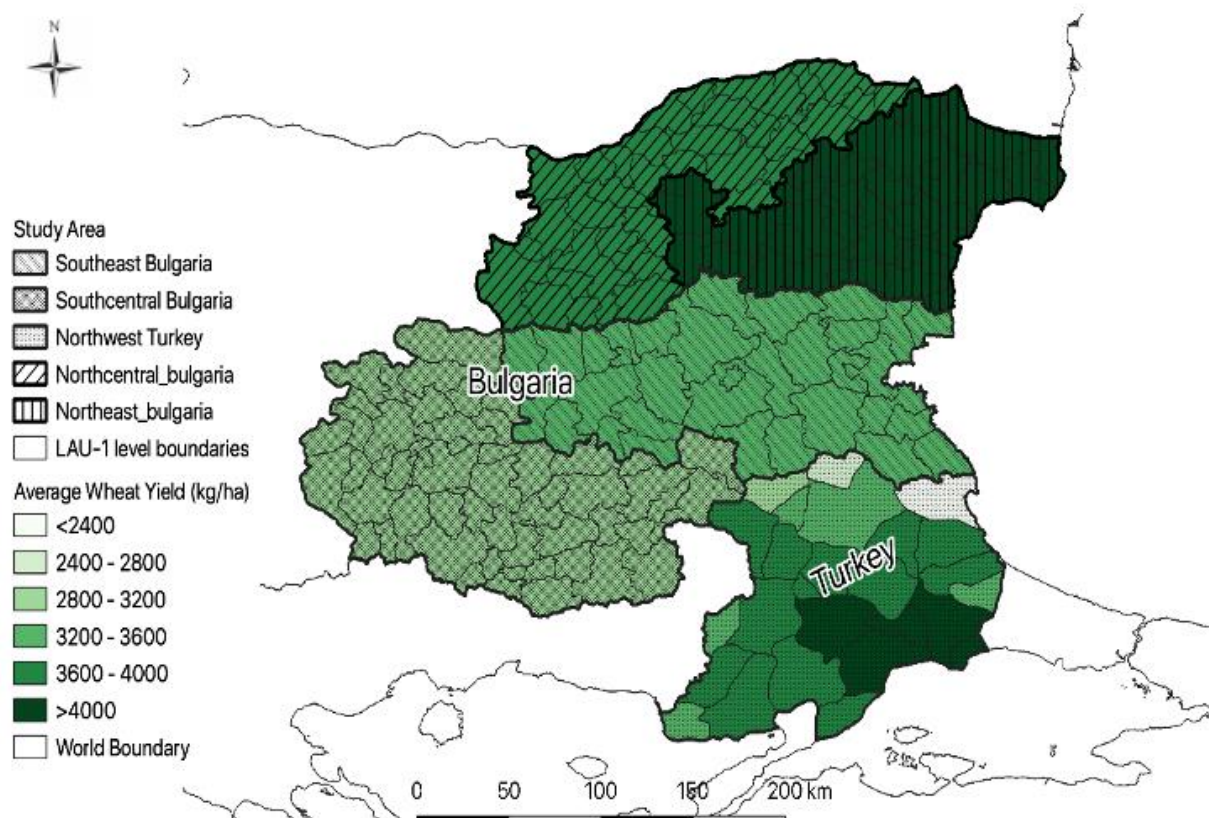 N
Study Area
Southeast Bulgaria
Southcentral Bulgaria
Northwest Turkey
Northcentral_bulgaria
Northeast_bulgaria
LAU-1 level boundaries
Average Wheat Yield (kg/ha)
<2400
2400 - 2800
2800 - 3200
3200 - 3600
3600 - 4000
>4000
World Boundary
Bulgaria
Turkey
0 50 100 150 200 km